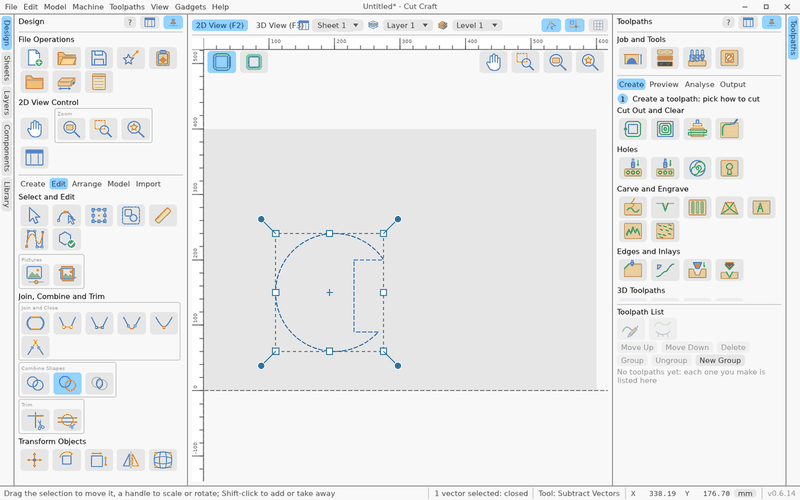 File Edit Model Machine Toolpaths View Gadgets Help
Untitled* - Cut Craft
Design
?
File Operations
2D View Control
Zoom
Create Edit Arrange Model Import
Select and Edit
Pictures
Join, Combine and Trim
Join and Close
Combine Shapes
Trim
Transform Objects
Design
Sheets
Layers
Components
Library
2D View (F2)
3D View (F3)
Sheet 1
Layer 1
Level 1
100 200 300 400 500 600
500
400
300
200
100
0
-100
Toolpaths
?
Job and Tools
Create Preview Analyse Output
1 Create a toolpath: pick how to cut
Cut Out and Clear
Holes
Carve and Engrave
Edges and Inlays
3D Toolpaths
Toolpath List
Move Up Move Down Delete
Group Ungroup New Group
No toolpaths yet: each one you make is
listed here
Toolpaths
Drag the selection to move it, a handle to scale or rotate; Shift-click to add or take away
1 vector selected: closed
Tool: Subtract Vectors
X 338.19 Y 176.70 mm
v0.6.14